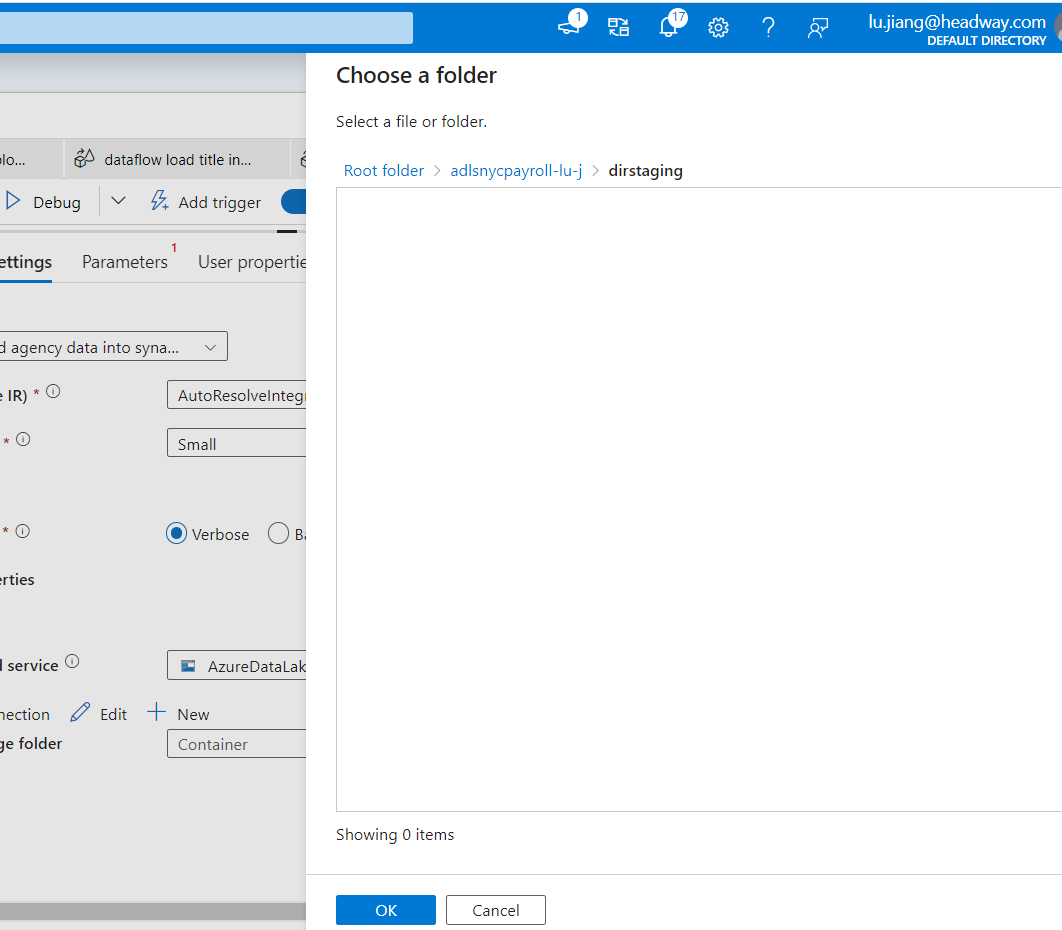 1
17
lu.jiang@headway.com
DEFAULT DIRECTORY
Choose a folder
Select a file or folder.
Root folder > adlsnycpayroll-lu-j > dirstaging
lo...
dataflow load title in...
Debug
Add trigger
ettings
Parameters 1
User propertie
d agency data into syna...
e IR) *
AutoResolveInteg
*
Small
*
Verbose
Ba
erties
d service
AzureDataLak
nection
Edit
New
ge folder
Container
Showing 0 items
OK
Cancel